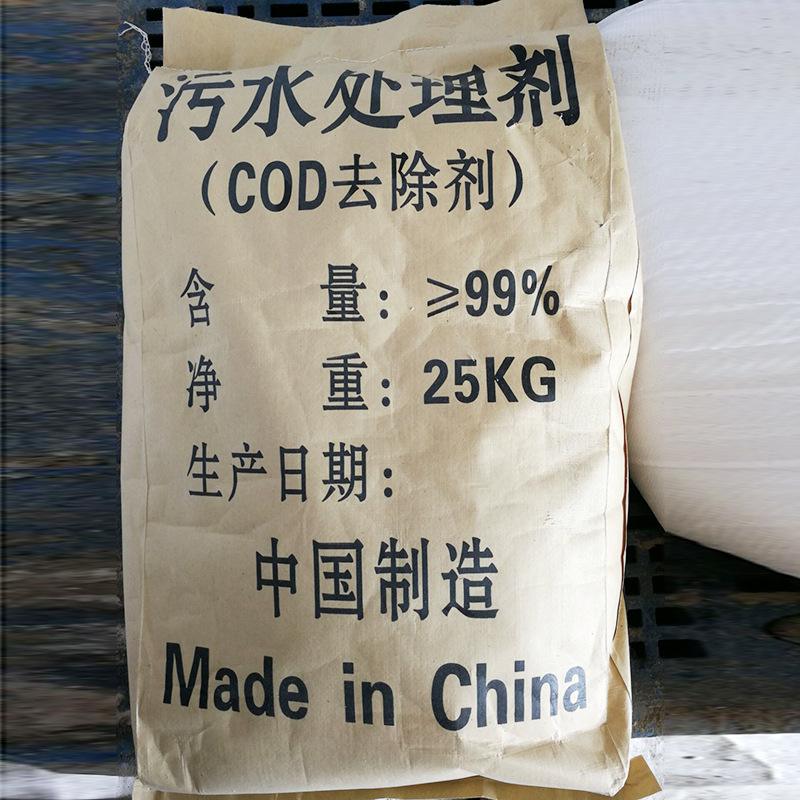 污水处理剂
（COD去除剂）
含量：≥99%
净重：25KG
生产日期：
中国制造
Made in China